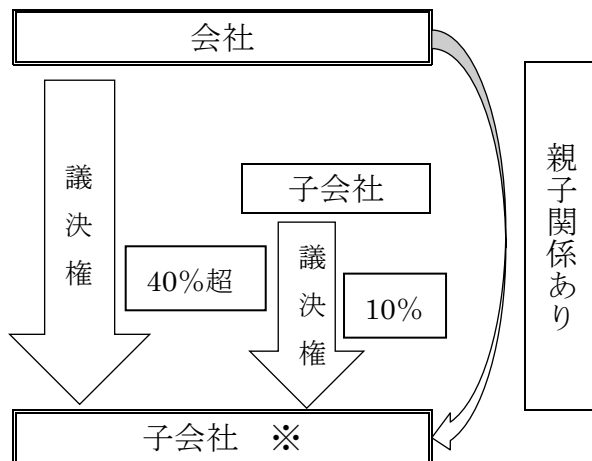 会社
議決権
40%超
子会社
議決権
10%
親子関係あり
子会社　※